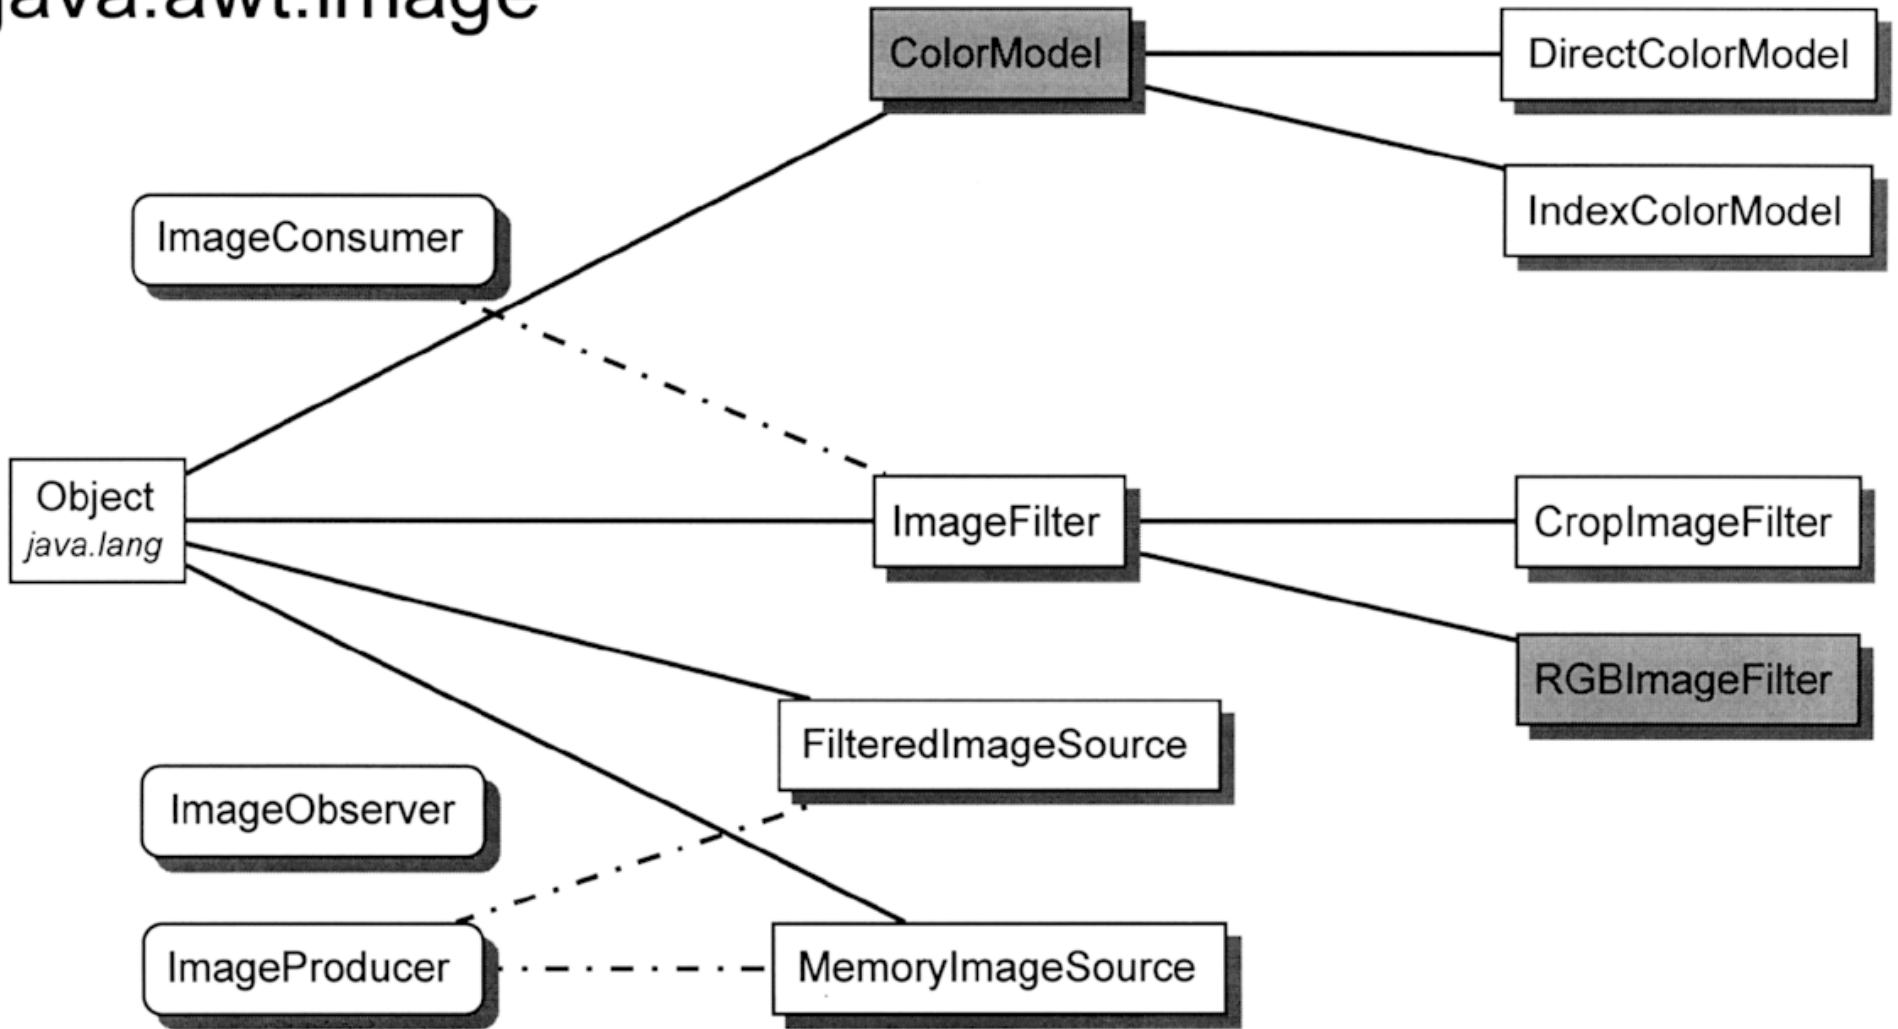 java.awt.image
ColorModel
DirectColorModel
IndexColorModel
ImageConsumer
Object
java.lang
ImageFilter
CropImageFilter
RGBImageFilter
FilteredImageSource
ImageObserver
ImageProducer
MemoryImageSource